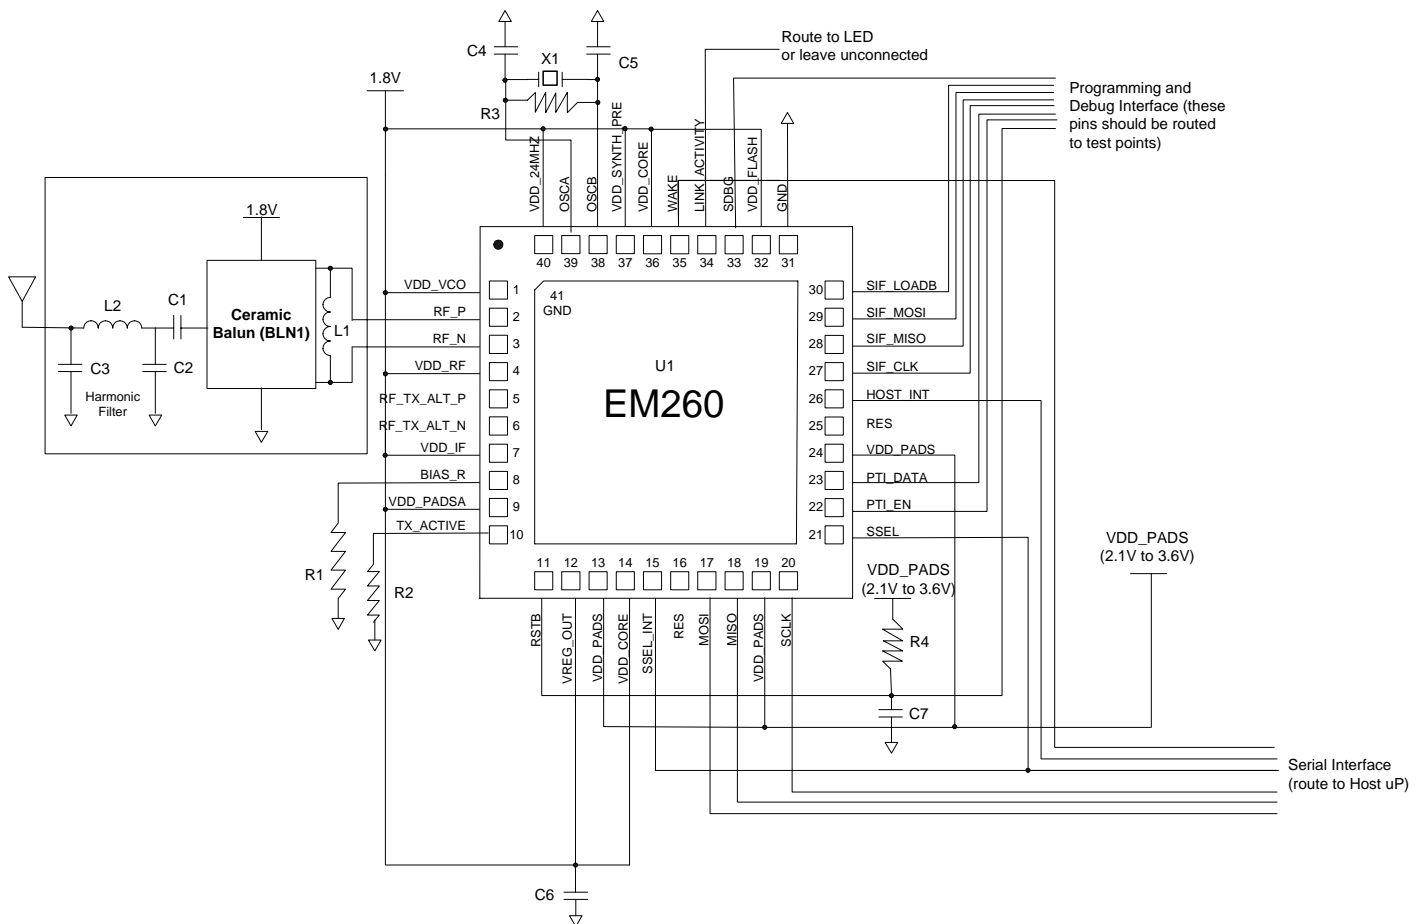 Route to LED
or leave unconnected
C4
X1
C5
R3
1.8V
Programming and
Debug Interface (these
pins should be routed
to test points)
VDD_24MHZ
OSCA
OSCB
VDD_SYNTH_PRE
VDD_CORE
WAKE
LINK_ACTIVITY
SDBG
VDD_FLASH
GND
40
39
38
37
36
35
34
33
32
31
1.8V
L2
C1
Ceramic
Balun (BLN1)
L1
C3
C2
Harmonic
Filter
VDD_VCO
1
RF_P
2
RF_N
3
VDD_RF
4
RF_TX_ALT_P
5
RF_TX_ALT_N
6
VDD_IF
7
BIAS_R
8
VDD_PADSA
9
TX_ACTIVE
10
41
GND
U1
EM260
30
SIF_LOADB
29
SIF_MOSI
28
SIF_MISO
27
SIF_CLK
26
HOST_INT
25
RES
24
VDD_PADS
23
PTI_DATA
22
PTI_EN
21
SSEL
R1
R2
11
12
13
14
15
16
17
18
19
20
RSTB
VREG_OUT
VDD_PADS
VDD_CORE
SSEL_INT
RES
MOSI
MISO
VDD_PADS
SCLK
VDD_PADS
(2.1V to 3.6V)
VDD_PADS
(2.1V to 3.6V)
R4
C7
Serial Interface
(route to Host uP)
C6